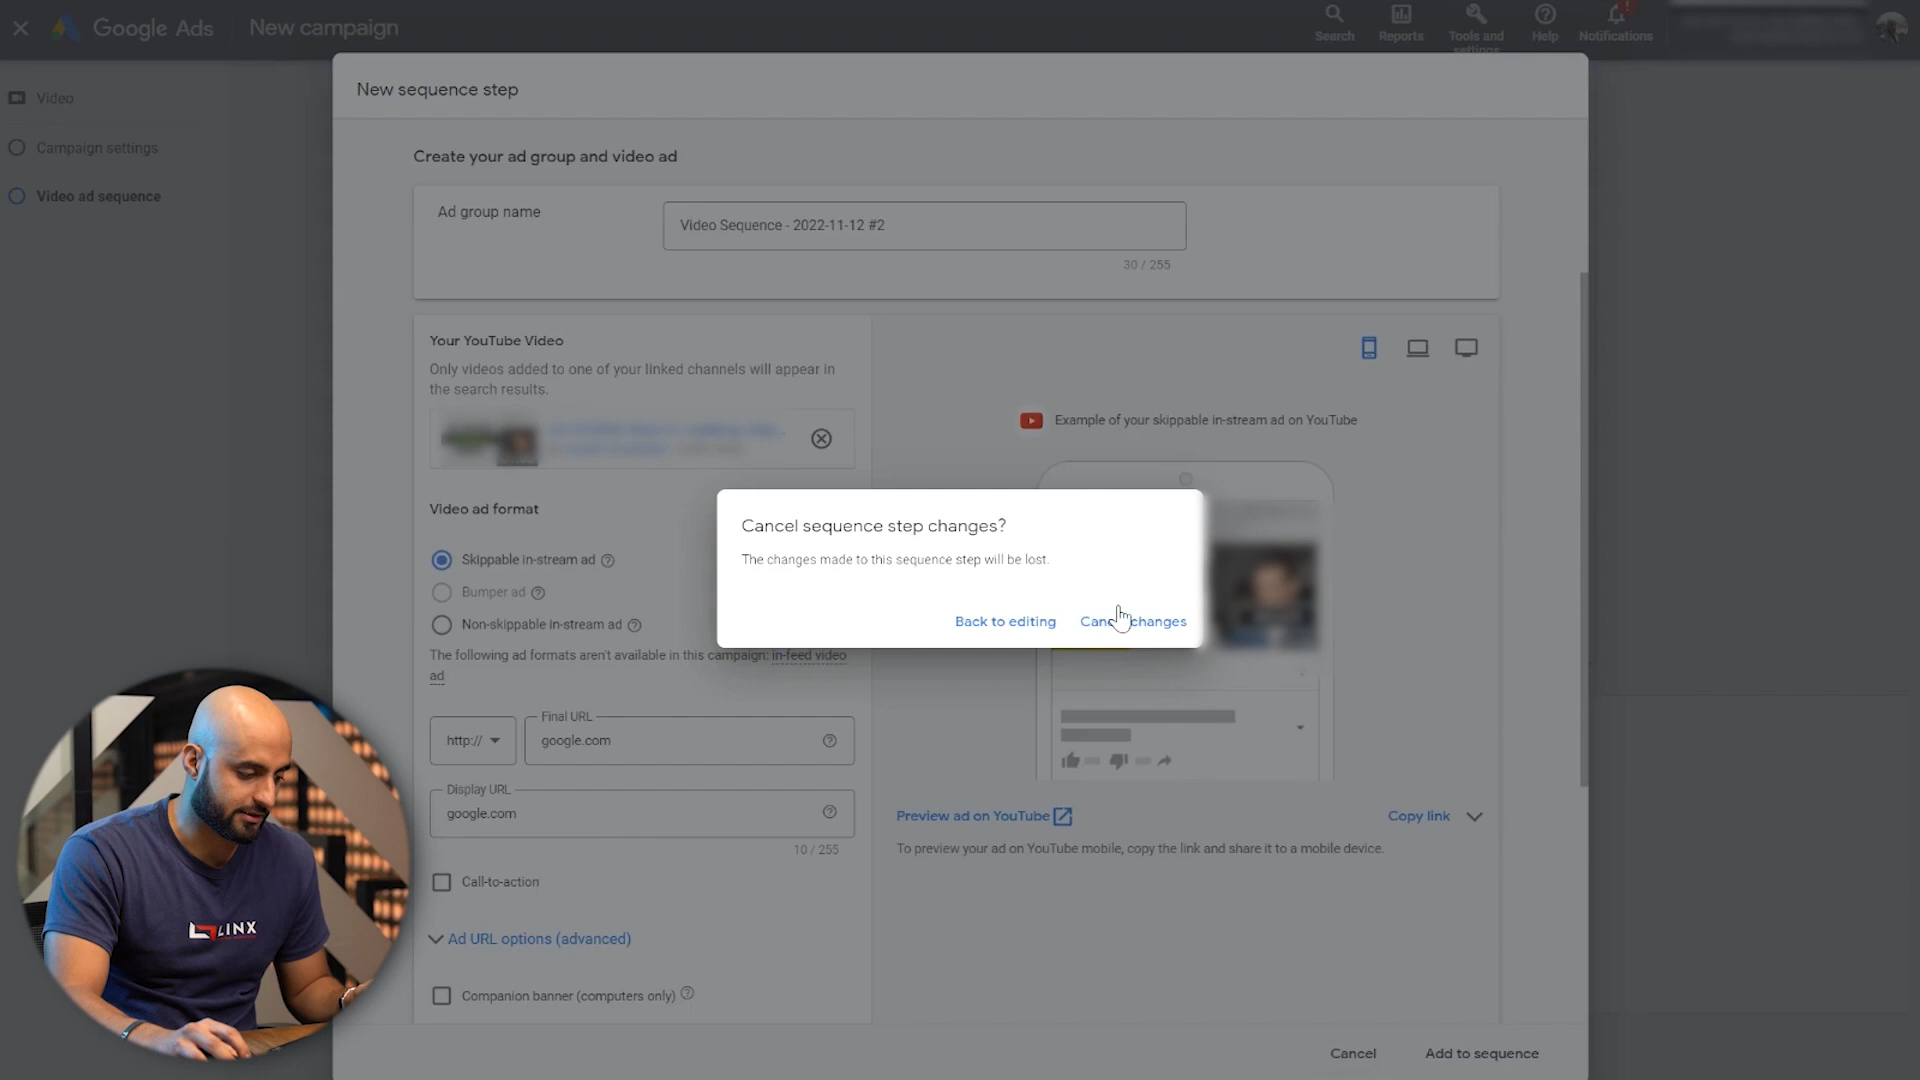 Google Ads
New campaign
Search
Reports
Tools and
settings
Help
!
Notifications
Video
Campaign settings
Video ad sequence
New sequence step
Create your ad group and video ad
Ad group name
Video Sequence - 2022-11-12 #2
30 / 255
Your YouTube Video
Only videos added to one of your linked channels will appear in
the search results.
Example of your skippable in-stream ad on YouTube
Video ad format
Skippable in-stream ad
Bumper ad
Non-skippable in-stream ad
The following ad formats aren't available in this campaign: in-feed video
ad
Cancel sequence step changes?
The changes made to this sequence step will be lost.
Back to editing
Cancel changes
http://
Final URL
google.com
Display URL
google.com
10 / 255
Preview ad on YouTube
Copy link
To preview your ad on YouTube mobile, copy the link and share it to a mobile device.
Call-to-action
Ad URL options (advanced)
Companion banner (computers only)
LINX
Cancel
Add to sequence